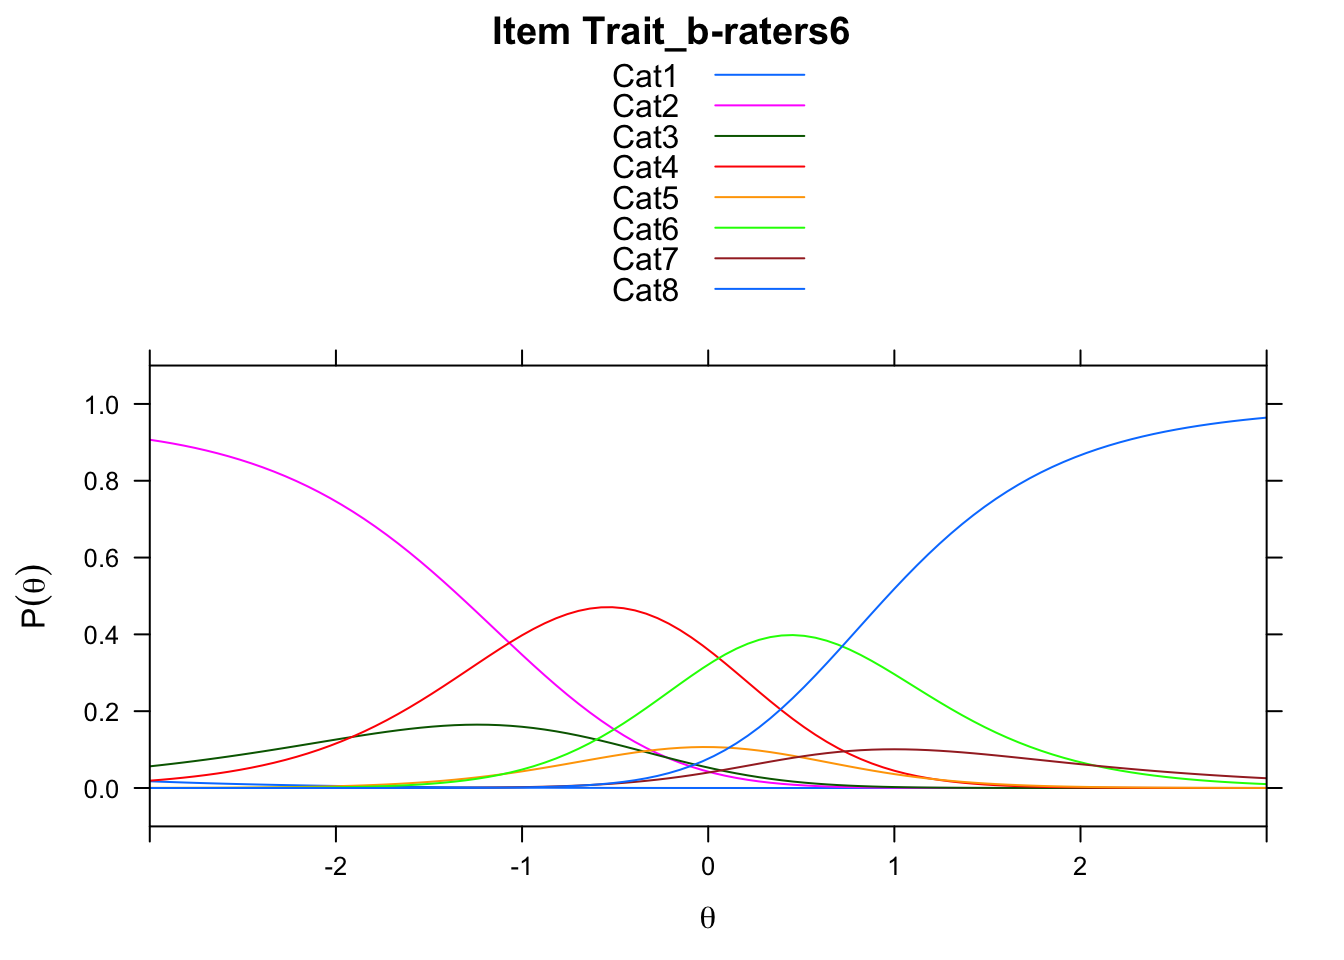 Item Trait_b-raters6
Cat1
Cat2
Cat3
Cat4
Cat5
Cat6
Cat7
Cat8
1.0
0.8
0.6
0.4
0.2
0.0
P(θ)
-2 -1 0 1 2
θ